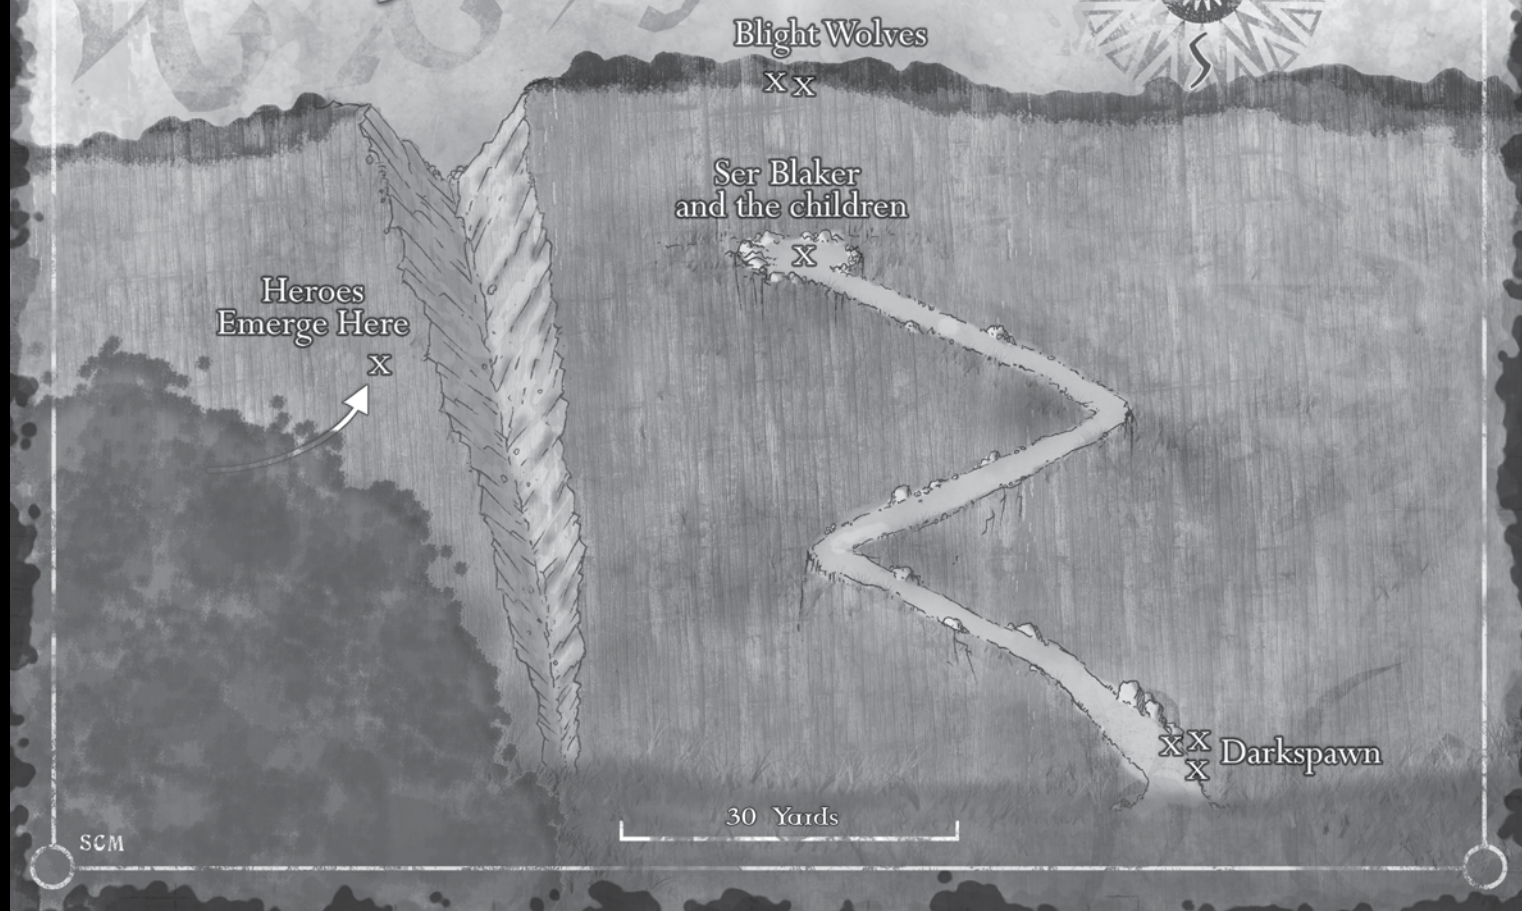 Blight Wolves
X X
S
Ser Blaker
and the children
X
Heroes
Emerge Here
X
X X
X
Darkspawn
30 Yards
SCM